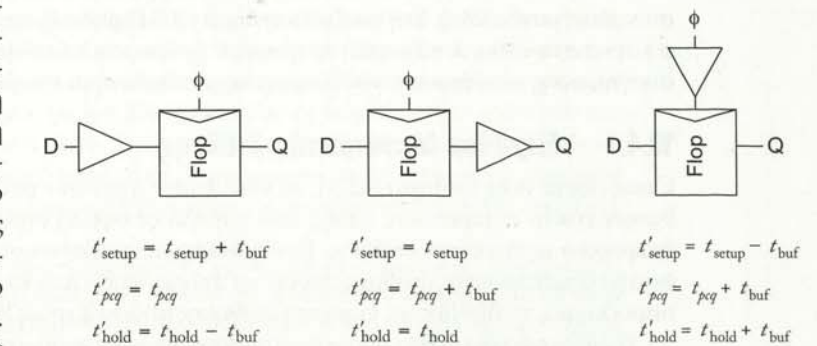 ϕ
ϕ
ϕ
D Flop Q
D Flop Q
D Flop Q
t′setup = tsetup + tbuf
t′pcq = tpcq
t′hold = thold − tbuf
t′setup = tsetup
t′pcq = tpcq + tbuf
t′hold = thold
t′setup = tsetup − tbuf
t′pcq = tpcq + tbuf
t′hold = thold + tbuf